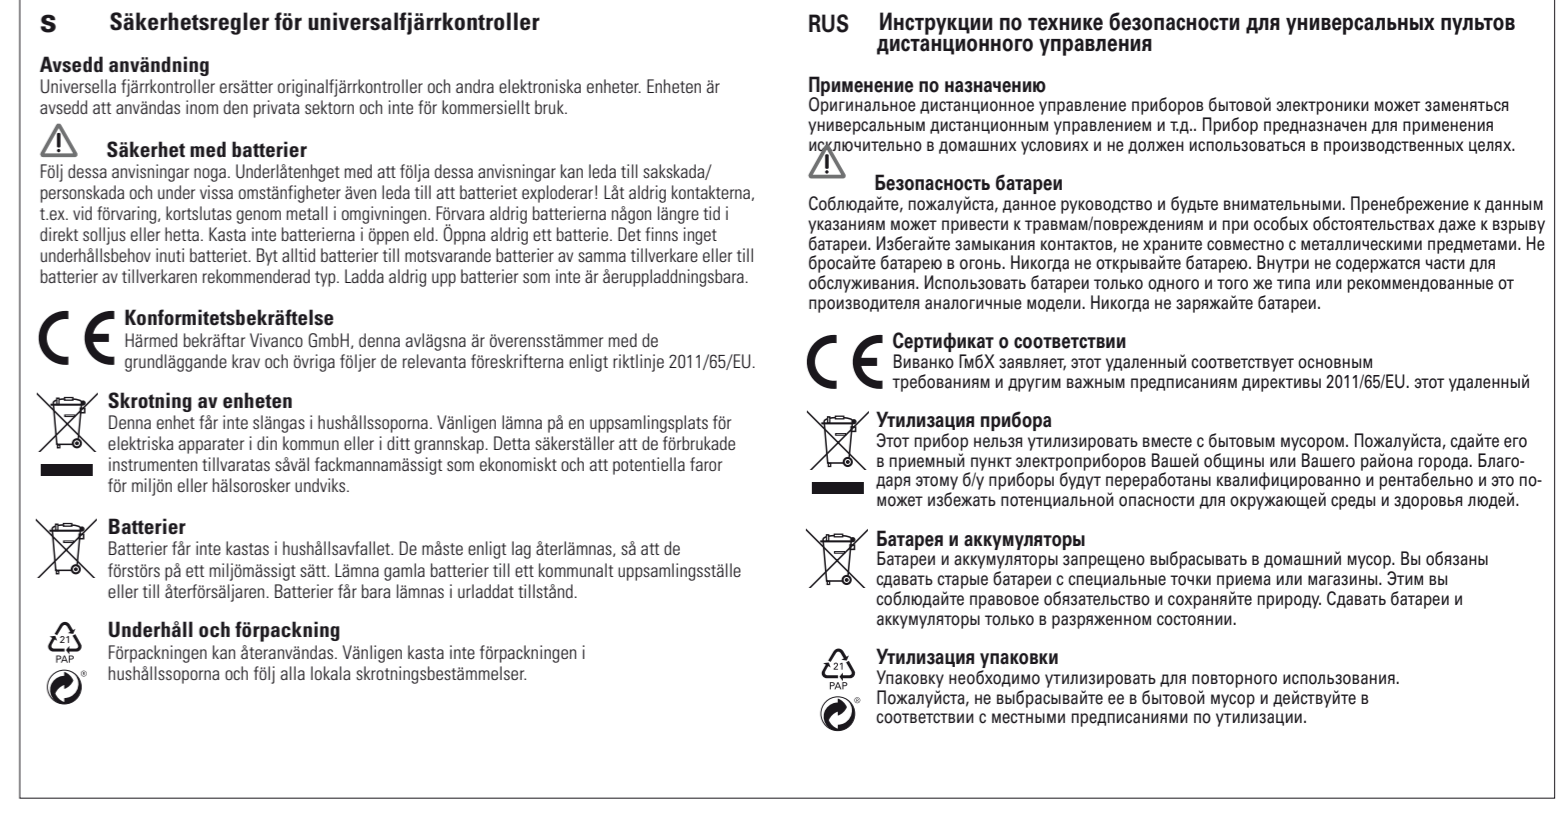 S Säkerhetsregler för universalfjärrkontroller
Avsedd användning
Universella fjärrkontroller ersätter originalfjärrkontroller och andra elektroniska enheter. Enheten är
avsedd att användas inom den privata sektorn och inte för kommersiellt bruk.
Säkerhet med batterier
Följ dessa anvisningar noga. Underlåtenhget med att följa dessa anvisningar kan leda till sakskada/
personskada och under vissa omstänfigheter även leda till att batteriet exploderar! Låt aldrig kontakterna,
t.ex. vid förvaring, kortslutas genom metall i omgivningen. Förvara aldrig batterierna någon längre tid i
direkt solljus eller hetta. Kasta inte batterierna i öppen eld. Öppna aldrig ett batterie. Det finns inget
underhållsbehov inuti batteriet. Byt alltid batterier till motsvarande batterier av samma tillverkare eller till
batterier av tillverkaren rekommenderad typ. Ladda aldrig upp batterier som inte är åeruppladdningsbara.
CE Konformitetsbekräftelse
Härmed bekräftar Vivanco GmbH, denna avlägsna är överensstämmer med de
grundläggande krav och övriga följer de relevanta föreskrifterna enligt riktlinje 2011/65/EU.
Skrotning av enheten
Denna enhet får inte slängas i hushållssoporna. Vänligen lämna på en uppsamlingsplats för
elektriska apparater i din kommun eller i ditt grannskap. Detta säkerställer att de förbrukade
instrumenten tillvaratas såväl fackmannamässigt som ekonomiskt och att potentiella faror
för miljön eller hälsorosker undviks.
Batterier
Batterier får inte kastas i hushållsavfallet. De måste enligt lag återlämnas, så att de
förstörs på ett miljömässigt sätt. Lämna gamla batterier till ett kommunalt uppsamlingsställe
eller till återförsäljaren. Batterier får bara lämnas i urladdat tillstånd.
Underhåll och förpackning
Förpackningen kan återanvändas. Vänligen kasta inte förpackningen i
hushållssoporna och följ alla lokala skrotningsbestämmelser.
21
PAP
®
RUS Инструкции по технике безопасности для универсальных пультов
дистанционного управления
Применение по назначению
Оригинальное дистанционное управление приборов бытовой электроники может заменяться
универсальным дистанционным управлением и т.д.. Прибор предназначен для применения
исключительно в домашних условиях и не должен использоваться в производственных целях.
Безопасность батареи
Соблюдайте, пожалуйста, данное руководство и будьте внимательными. Пренебрежение к данным
указаниям может привести к травмам/повреждениям и при особых обстоятельствах даже к взрыву
батареи. Избегайте замыкания контактов, не храните совместно с металлическими предметами. Не
бросайте батарею в огонь. Никогда не открывайте батарею. Внутри не содержатся части для
обслуживания. Использовать батареи только одного и того же типа или рекоммендованные от
производителя аналогичные модели. Никогда не заряжайте батареи.
CE Сертификат о соответствии
Виванко ГмбХ заявляет, этот удаленный соответствует основным
требованиям и другим важным предписаниям директивы 2011/65/EU. этот удаленный
Утилизация прибора
Этот прибор нельзя утилизировать вместе с бытовым мусором. Пожалуйста, сдайте его
в приемный пункт электроприборов Вашей общины или Вашего района города. Благо-
даря этому б/у приборы будут переработаны квалифицированно и рентабельно и это по-
может избежать потенциальной опасности для окружающей среды и здоровья людей.
Батарея и аккумуляторы
Батареи и аккумуляторы запрещено выбрасывать в домашний мусор. Вы обязаны
сдавать старые батареи с специальные точки приема или магазины. Этим вы
соблюдайте правовое обязательство и сохраняйте природу. Сдавать батареи и
аккумуляторы только в разряженном состоянии.
Утилизация упаковки
Упаковку необходимо утилизировать для повторного использования.
Пожалуйста, не выбрасывайте ее в бытовой мусор и действуйте в
соответствии с местными предписаниями по утилизации.
21
PAP
®